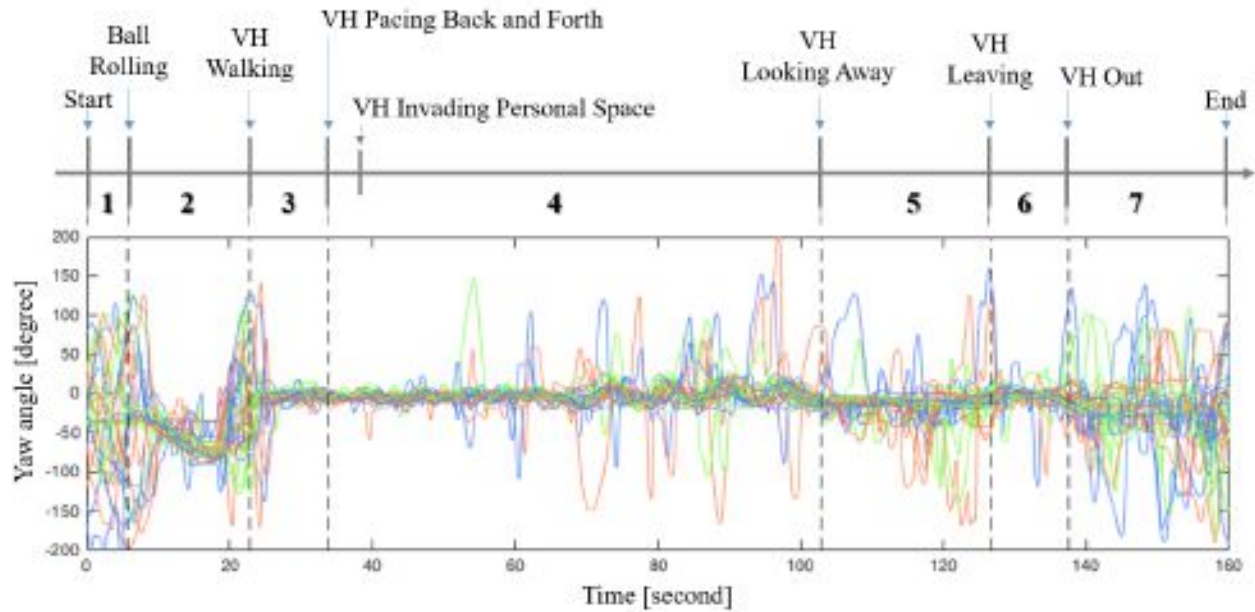 VH Pacing Back and Forth
Ball
Rolling
VH
Walking
VH
Looking Away
VH
Leaving
VH Out
Start
VH Invading Personal Space
End
1 2 3 4 5 6 7
200
150
100
50
0
-50
-100
-150
-200
Yaw angle [degree]
0 20 40 60 80 100 120 140 160
Time [second]